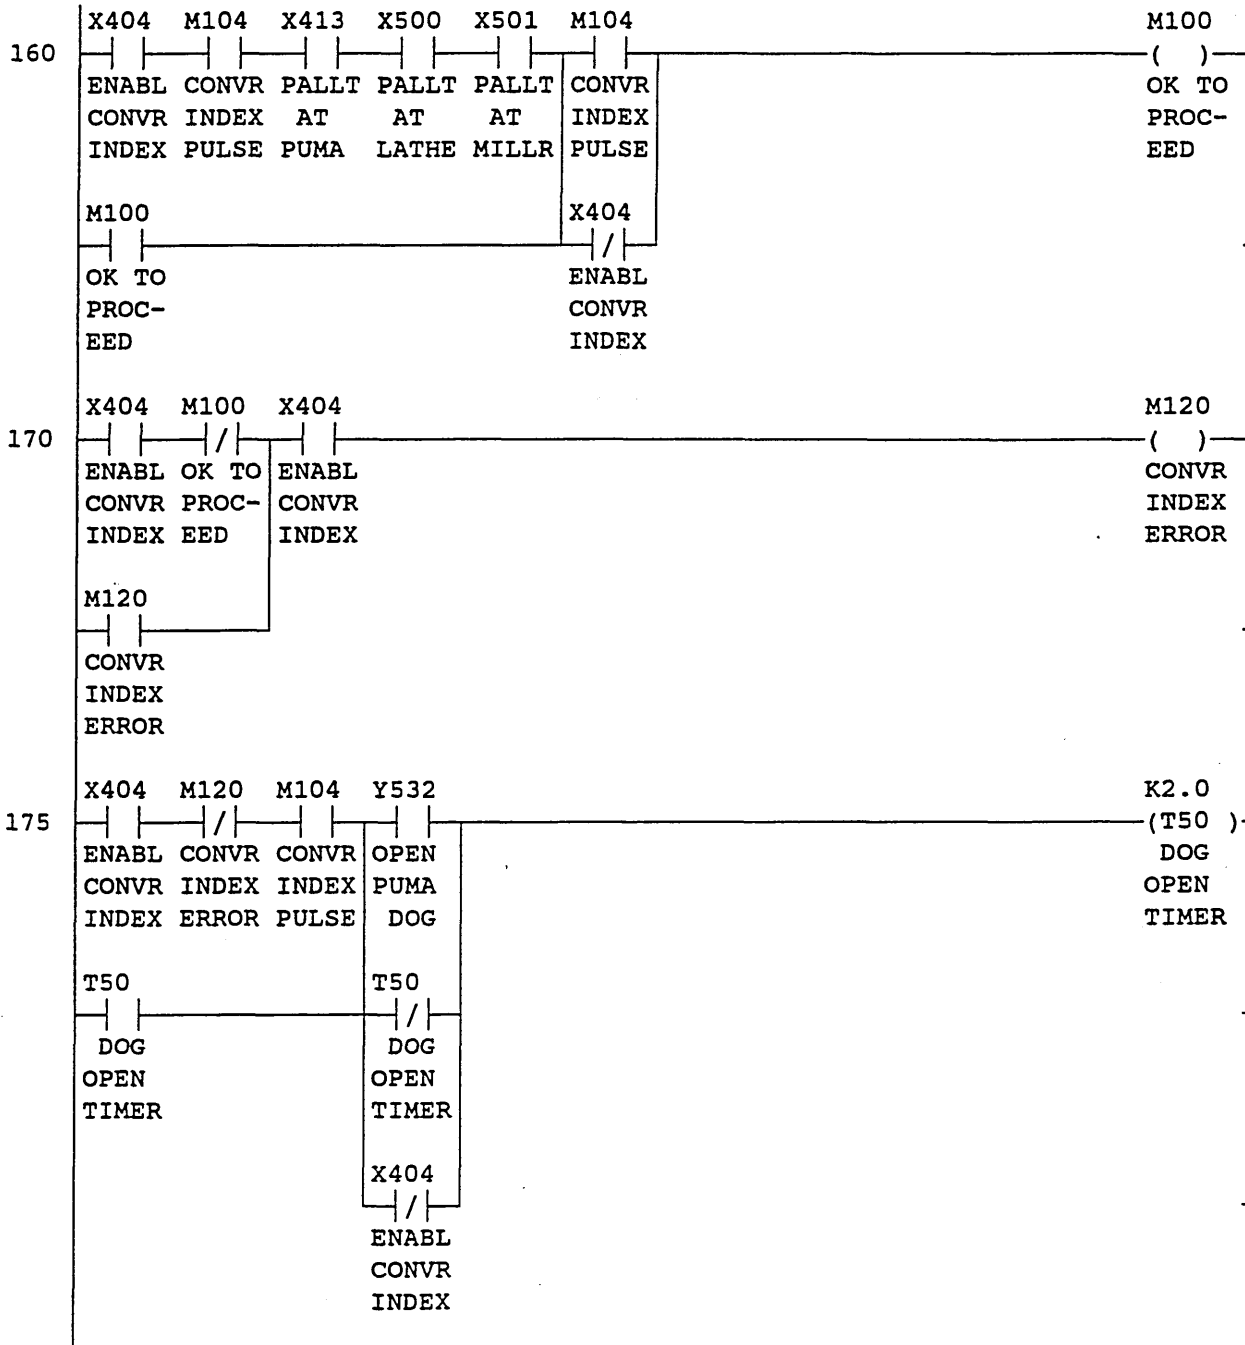 X404 M104 X413 X500 X501 M104 M100
160 ( )
ENABL CONVR PALLT PALLT PALLT CONVR OK TO
CONVR INDEX AT AT AT INDEX PROC-
INDEX PULSE PUMA LATHE MILLR PULSE EED
M100 X404
/
OK TO ENABL
PROC- CONVR
EED INDEX
X404 M100 X404 M120
170 / ( )
ENABL OK TO ENABL CONVR
CONVR PROC- CONVR INDEX
INDEX EED INDEX ERROR
M120
CONVR
INDEX
ERROR
X404 M120 M104 Y532 K2.0
175 / (T50 )
ENABL CONVR CONVR OPEN DOG
CONVR INDEX INDEX PUMA OPEN
INDEX ERROR PULSE DOG TIMER
T50 T50
/
DOG DOG
OPEN OPEN
TIMER TIMER
X404
/
ENABL
CONVR
INDEX